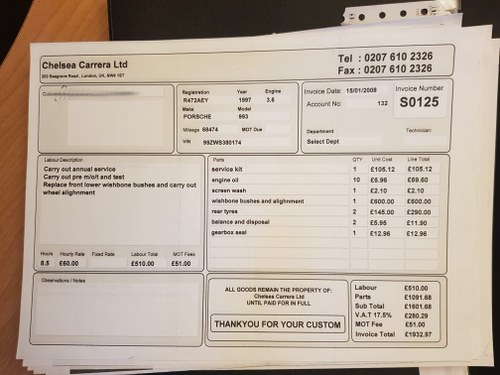 Chelsea Carrera Ltd
Tel : 0207 610 2326
Fax : 0207 610 2326
Registration Year Engine
R472AEY 1997 3.6
Make Model
PORSCHE 993
Mileage 69474 MOT Due
VIN 99ZWS380174
Invoice Date: 15/01/2008
Account No: 132
Invoice Number
S0125
Department Technician:
Select Dept
Labour Description
Carry out annual service
Carry out pre m/o/t and test
Replace front lower wishbone bushes and carry out
wheel alighnment
Hours Hourly Rate Fixed Rate Labour Total MOT Fees
8.5 £60.00 £510.00 £51.00
Parts QTY Unit Cost Line Total
service kit 1 £105.12 £105.12
engine oil 10 £6.96 £69.60
screen wash 1 £2.10 £2.10
wishbone bushes and alighnment 1 £600.00 £600.00
rear tyres 2 £145.00 £290.00
balance and disposal 2 £5.95 £11.90
gearbox seal 1 £12.96 £12.96
Observations / Notes
ALL GOODS REMAIN THE PROPERTY OF:
Chelsea Carrera Ltd
UNTIL PAID FOR IN FULL
THANKYOU FOR YOUR CUSTOM
Labour £510.00
Parts £1091.68
Sub Total £1601.68
V.A.T 17.5% £280.29
MOT Fee £51.00
Invoice Total £1932.97